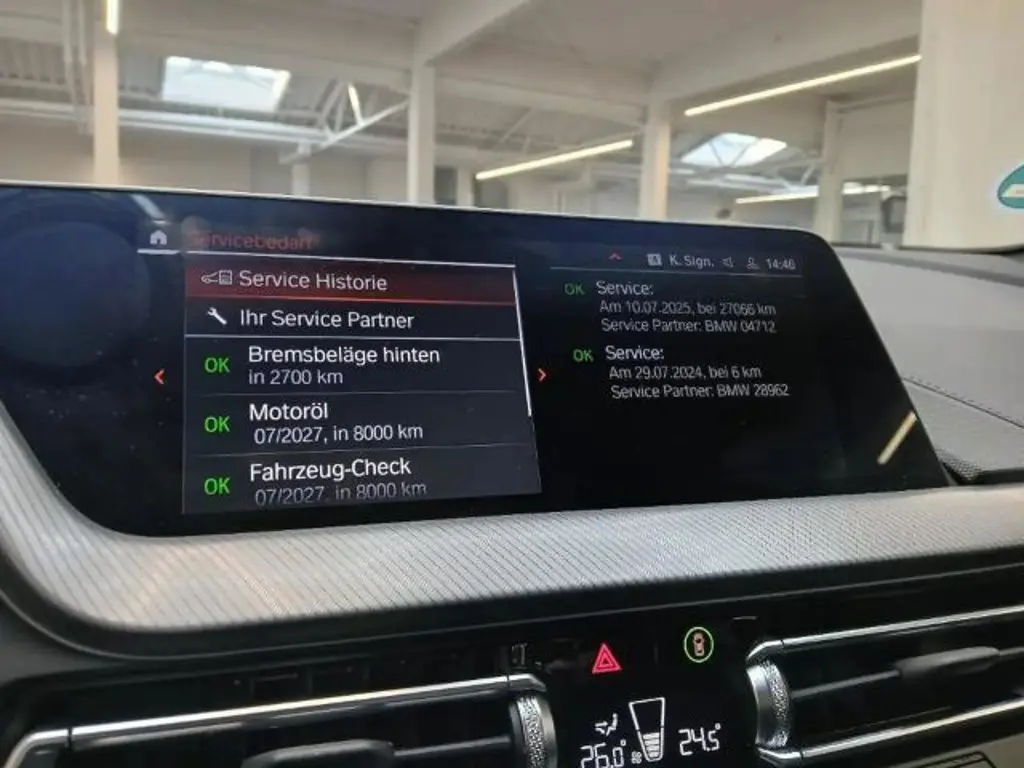 Servicebedarf
K. Sign. 14:46
Service Historie
Ihr Service Partner
OK Bremsbeläge hinten
in 2700 km
OK Motoröl
07/2027, in 8000 km
OK Fahrzeug-Check
07/2027, in 8000 km
OK Service:
Am 10.07.2025, bei 27066 km
Service Partner: BMW 04712
OK Service:
Am 29.07.2024, bei 6 km
Service Partner: BMW 28962
26.0° 24.5°